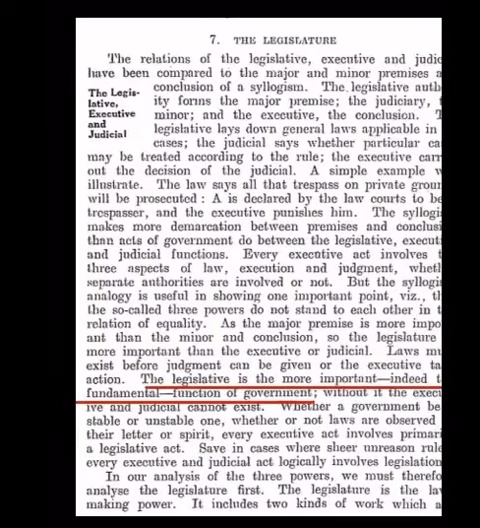 7. THE LEGISLATURE
The relations of the legislative, executive and judic
have been compared to the major and minor premises a
conclusion of a syllogism. The legislative auth
ity forms the major premise; the judiciary, t
minor; and the executive, the conclusion. T
legislative lays down general laws applicable in
cases; the judicial says whether particular ca
The Legis-
lative,
Executive
and
Judicial
may be treated according to the rule; the executive carr
out the decision of the judicial. A simple example w
illustrate. The law says all that trespass on private groun
will be prosecuted: A is declared by the law courts to be
trespasser, and the executive punishes him. The syllogi
makes more demarcation between premises and conclusi
than acts of government do between the legislative, execut
and judicial functions. Every executive act involves t
three aspects of law, execution and judgment, wheth
separate authorities are involved or not. But the syllogi
analogy is useful in showing one important point, viz., th
the so-called three powers do not stand to each other in t
relation of equality. As the major premise is more impo
ant than the minor and conclusion, so the legislature
more important than the executive or judicial. Laws mu
exist before judgment can be given or the executive ta
action. The legislative is the more important—indeed t
fundamental—function of government; without it the execu
ive and judicial cannot exist. Whether a government be
stable or unstable one, whether or not laws are observed
their letter or spirit, every executive act involves primari
a legislative act. Save in cases where sheer unreason rule
every executive and judicial act logically involves legislation
In our analysis of the three powers, we must therefo
analyse the legislature first. The legislature is the la
making power. It includes two kinds of work which a